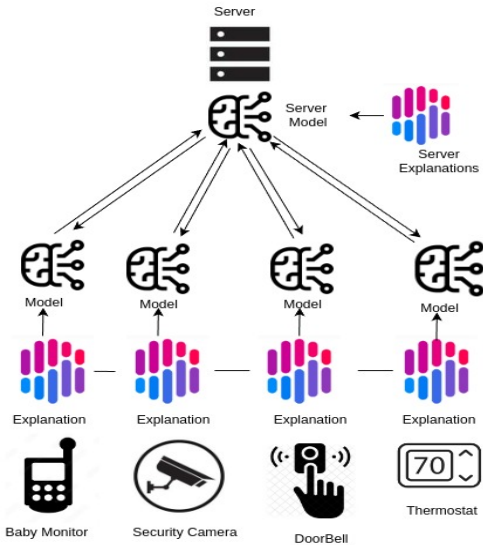 Server
Server
Model
Server
Explanations
Model
Model
Model
Model
Explanation
Explanation
Explanation
Explanation
70
Baby Monitor
Security Camera
DoorBell
Thermostat